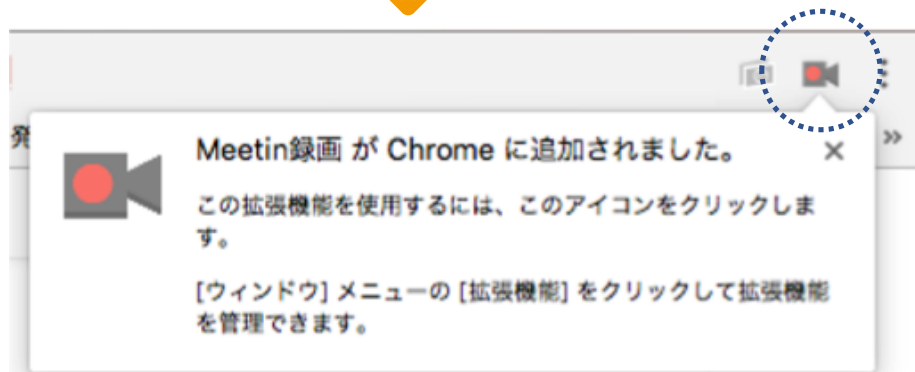 発
»
Meetin録画 が Chrome に追加されました。
×
この拡張機能を使用するには、このアイコンをクリックしま
す。
[ウィンドウ] メニューの [拡張機能] をクリックして拡張機能
を管理できます。